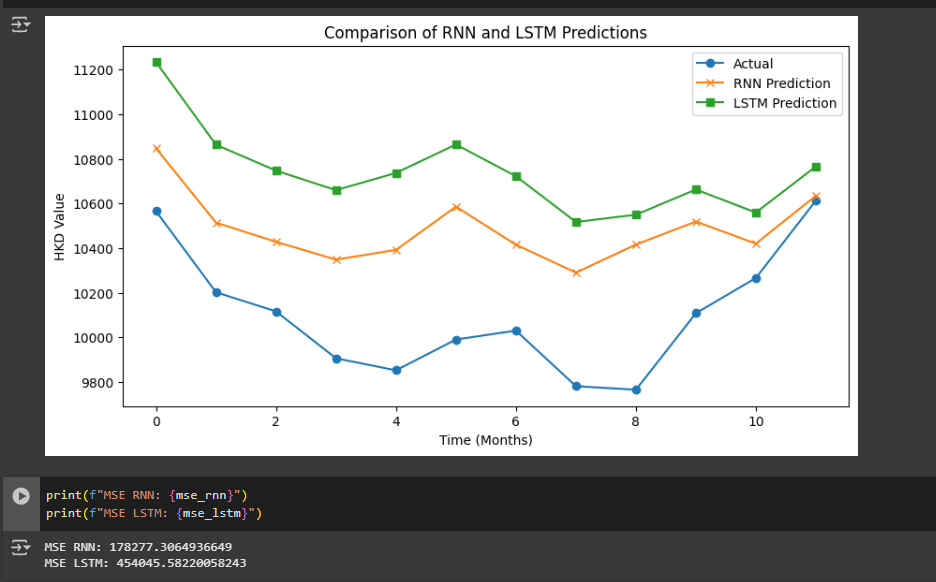 Comparison of RNN and LSTM Predictions
Actual
RNN Prediction
LSTM Prediction
HKD Value
11200
11000
10800
10600
10400
10200
10000
9800
0 2 4 6 8 10
Time (Months)
print(f"MSE RNN: {mse_rnn}")
print(f"MSE LSTM: {mse_lstm}")
MSE RNN: 178277.3064936649
MSE LSTM: 454045.58220058243